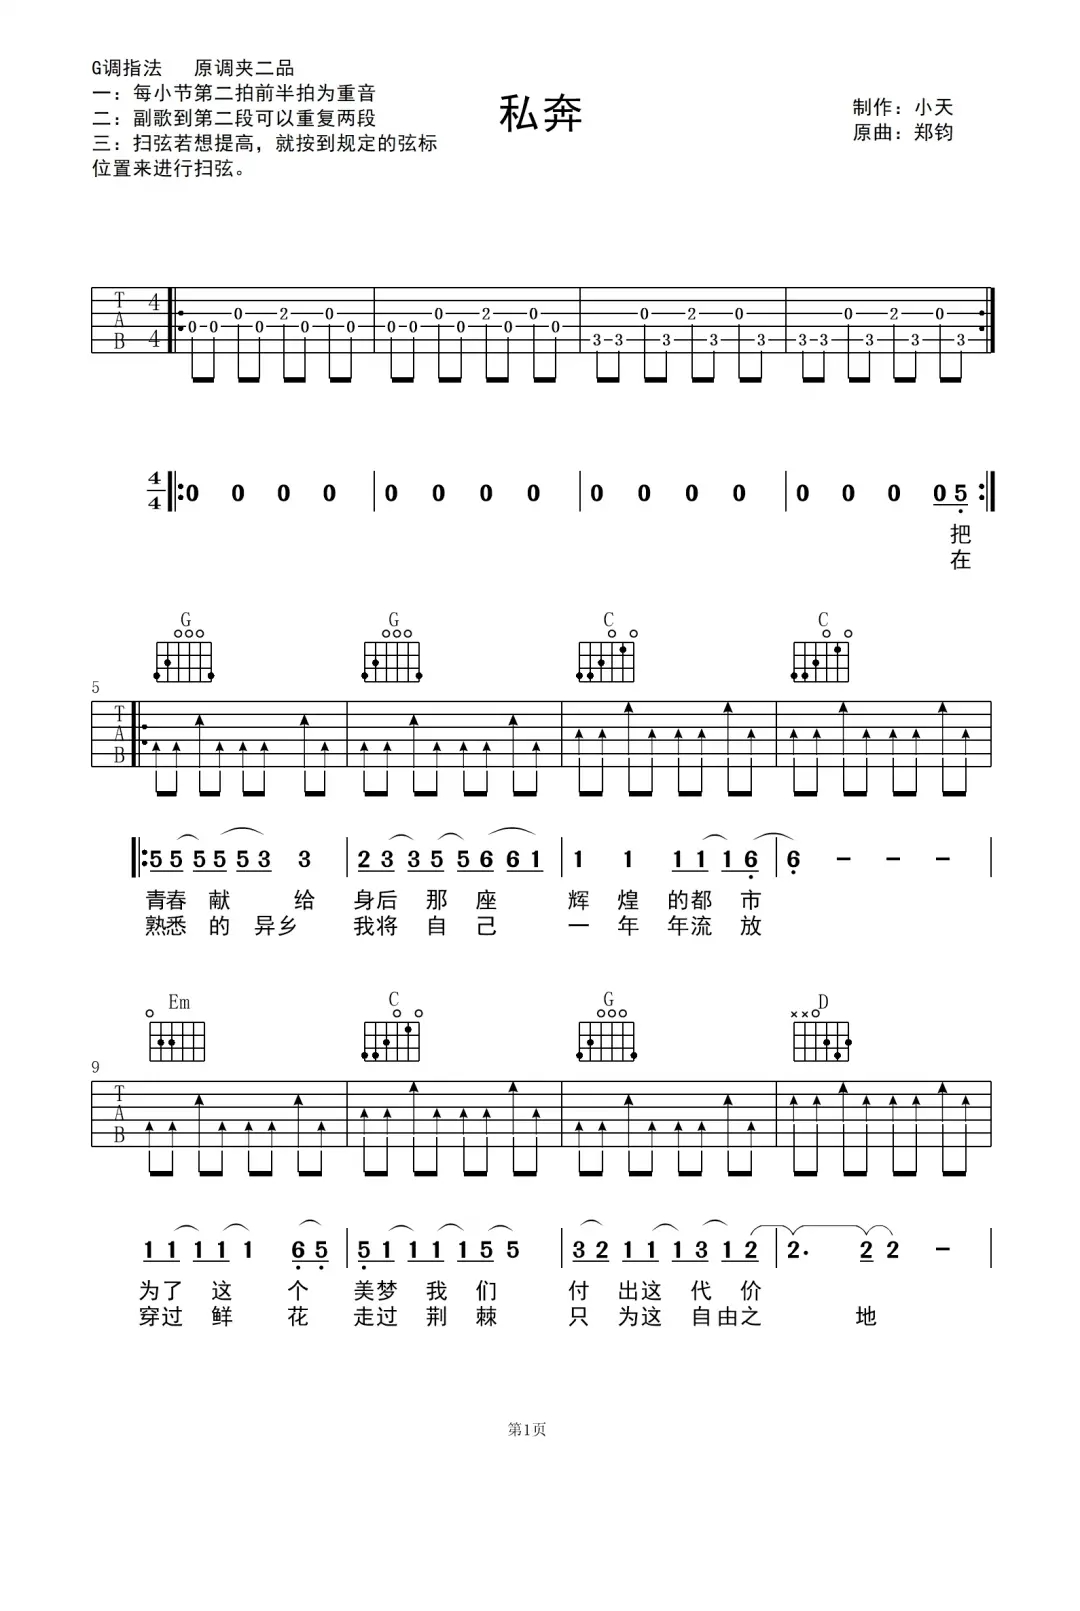 G调指法 原调夹二品
一：每小节第二拍前半拍为重音
二：副歌到第二段可以重复两段
三：扫弦若想提高，就按到规定的弦标
位置来进行扫弦。
私奔
制作：小天
原曲：郑钧
T A B 4 4 0 0 0 0 2 0 0 0 0 0 0 0 2 0 0 0 3 3 0 3 2 3 0 3 3 3 0 3 2 3 0 3
4 4 0 0 0 0 0 0 0 0 0 0 0 0 0 0 0 0 5
把
在
G G C C
5
T A B
5 5 5 5 5 3 3 2 3 3 5 5 6 6 1 1 1 1 1 1 6 6 - - -
青春 献 给 身后 那 座 辉 煌 的都 市
熟悉 的 异乡 我将 自 己 一 年 年流 放
Em C G D
9
T A B
1 1 1 1 1 6 5 5 1 1 1 1 5 5 3 2 1 1 1 3 1 2 2. 2 2 -
为了 这 个 美梦 我 们 付 出这 代 价
穿过 鲜 花 走过 荆 棘 只 为这 自由之 地
第1页